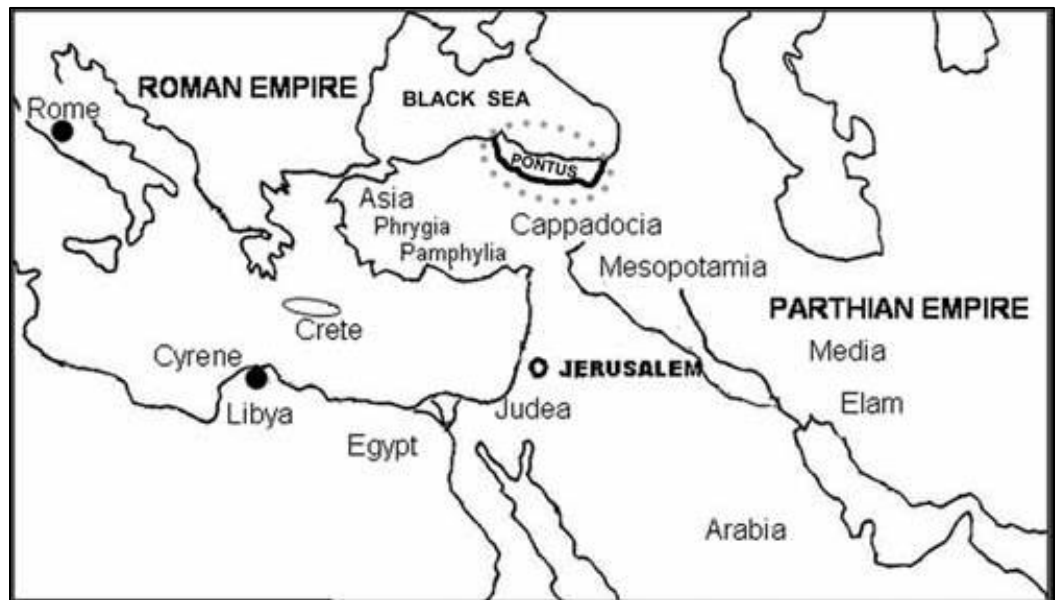 ROMAN EMPIRE
Rome
BLACK SEA
PONTUS
Asia
Phrygia
Pamphylia
Cappadocia
Mesopotamia
PARTHIAN EMPIRE
Crete
Media
Cyrene
JERUSALEM
Libya
Judea
Elam
Egypt
Arabia